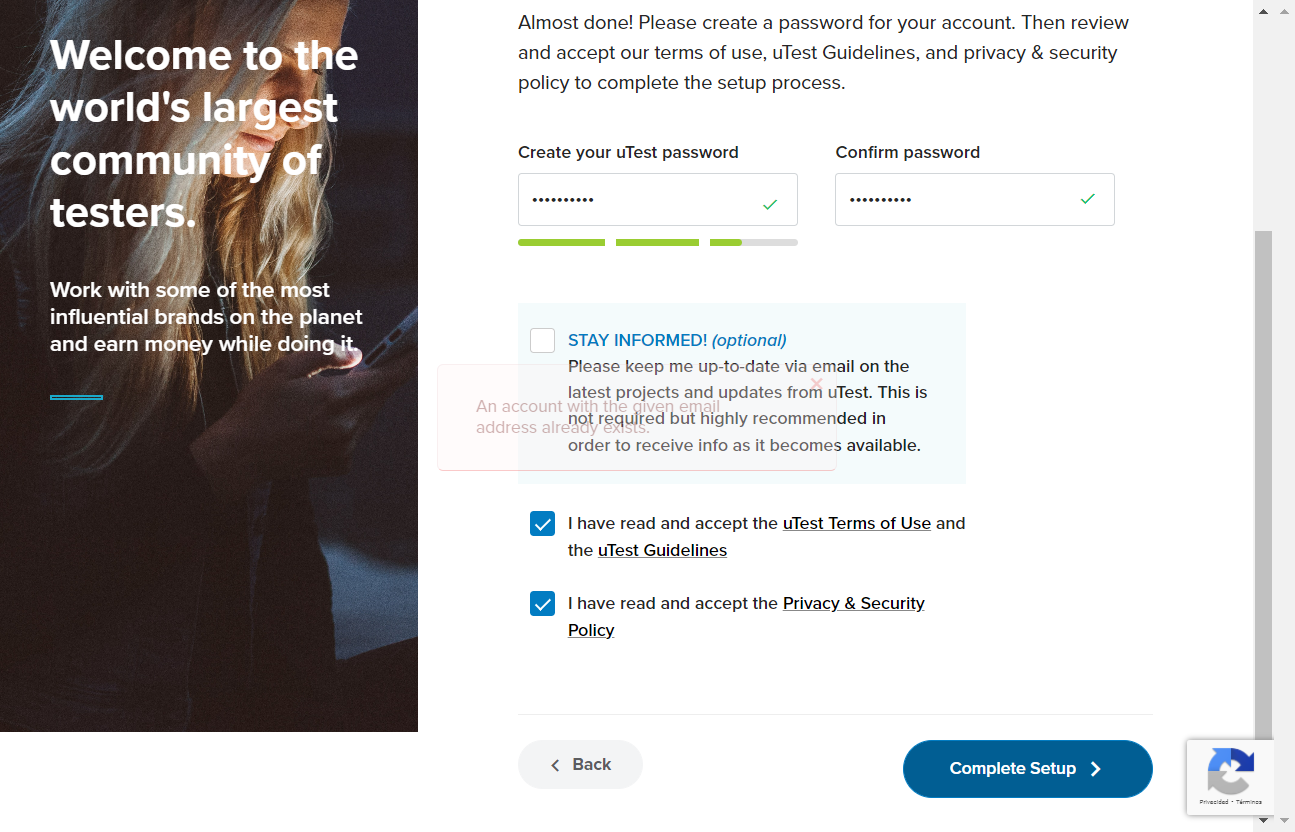 Welcome to the
world's largest
community of
testers.
Work with some of the most
influential brands on the planet
and earn money while doing it.
Almost done! Please create a password for your account. Then review
and accept our terms of use, uTest Guidelines, and privacy & security
policy to complete the setup process.
Create your uTest password
Confirm password
••••••••••
••••••••••
STAY INFORMED! (optional)
Please keep me up-to-date via email on the
latest projects and updates from uTest. This is
not required but highly recommended in
order to receive info as it becomes available.
An account with the given email
address already exists.
I have read and accept the uTest Terms of Use and
the uTest Guidelines
I have read and accept the Privacy & Security
Policy
Back
Complete Setup
Privacidad - Términos